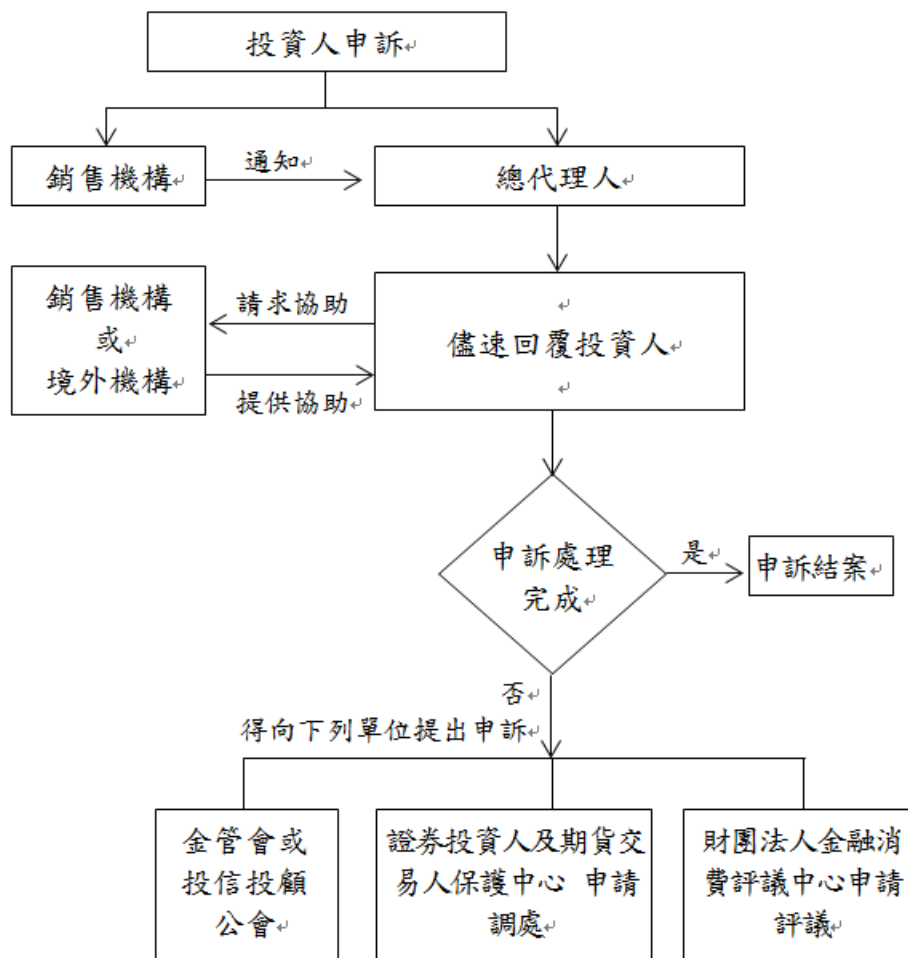 投資人申訴
銷售機構
通知
總代理人
銷售機構
或
境外機構
請求協助
提供協助
儘速回覆投資人
申訴處理
完成
是
申訴結案
否
得向下列單位提出申訴
金管會或
投信投顧
公會
證券投資人及期貨交
易人保護中心 申請
調處
財團法人金融消
費評議中心申請
評議